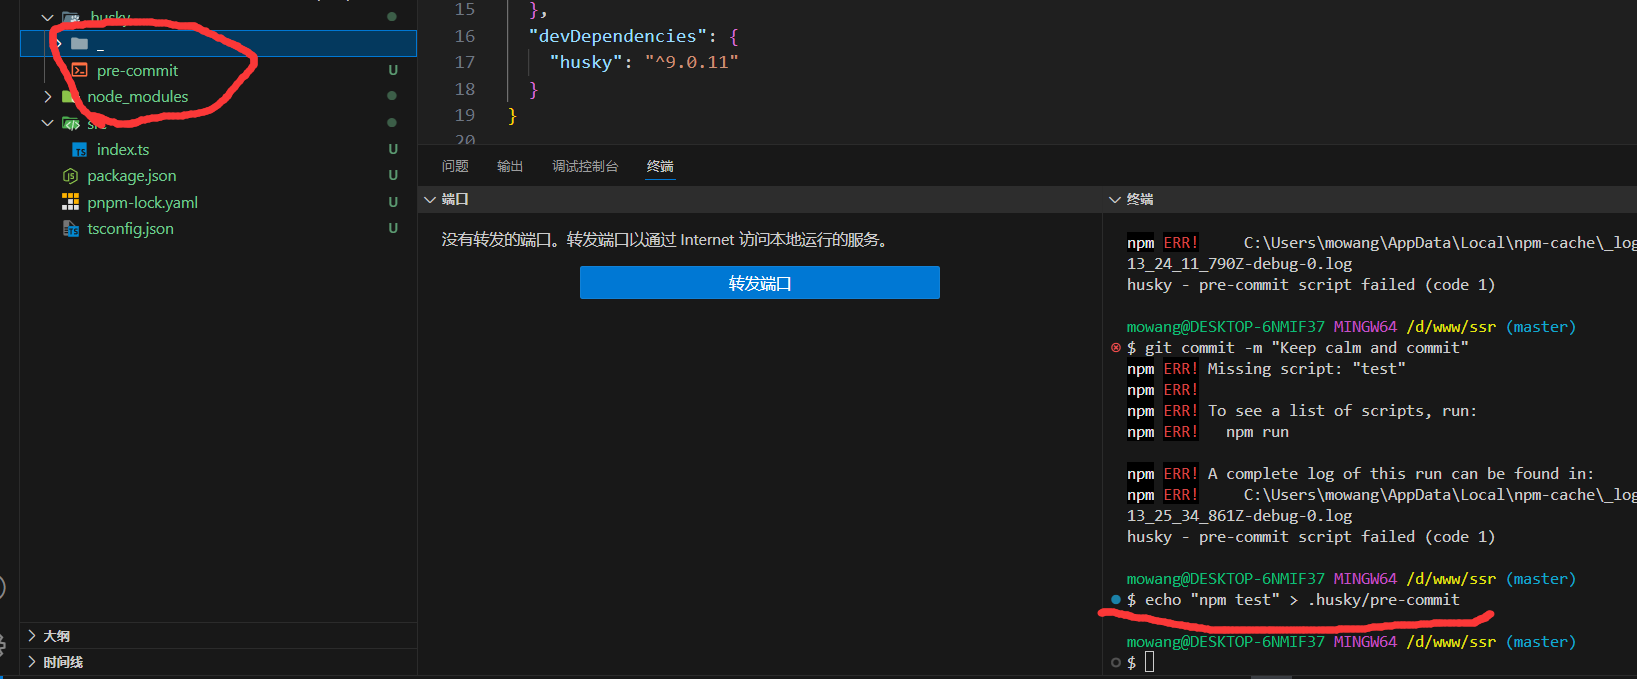 .husky
_
pre-commit
U
node_modules
src
index.ts
U
package.json
U
pnpm-lock.yaml
U
tsconfig.json
U
大纲
时间线
15
},
16
"devDependencies": {
17
"husky": "^9.0.11"
18
}
19
}
20
问题
输出
调试控制台
终端
端口
没有转发的端口。转发端口以通过 Internet 访问本地运行的服务。
转发端口
终端
npm ERR!     C:\Users\mowang\AppData\Local\npm-cache\_log
13_24_11_790Z-debug-0.log
husky - pre-commit script failed (code 1)
mowang@DESKTOP-6NMIF37 MINGW64 /d/www/ssr (master)
$ git commit -m "Keep calm and commit"
npm ERR! Missing script: "test"
npm ERR!
npm ERR! To see a list of scripts, run:
npm ERR!   npm run
npm ERR! A complete log of this run can be found in:
npm ERR!     C:\Users\mowang\AppData\Local\npm-cache\_log
13_25_34_861Z-debug-0.log
husky - pre-commit script failed (code 1)
mowang@DESKTOP-6NMIF37 MINGW64 /d/www/ssr (master)
$ echo "npm test" > .husky/pre-commit
mowang@DESKTOP-6NMIF37 MINGW64 /d/www/ssr (master)
$